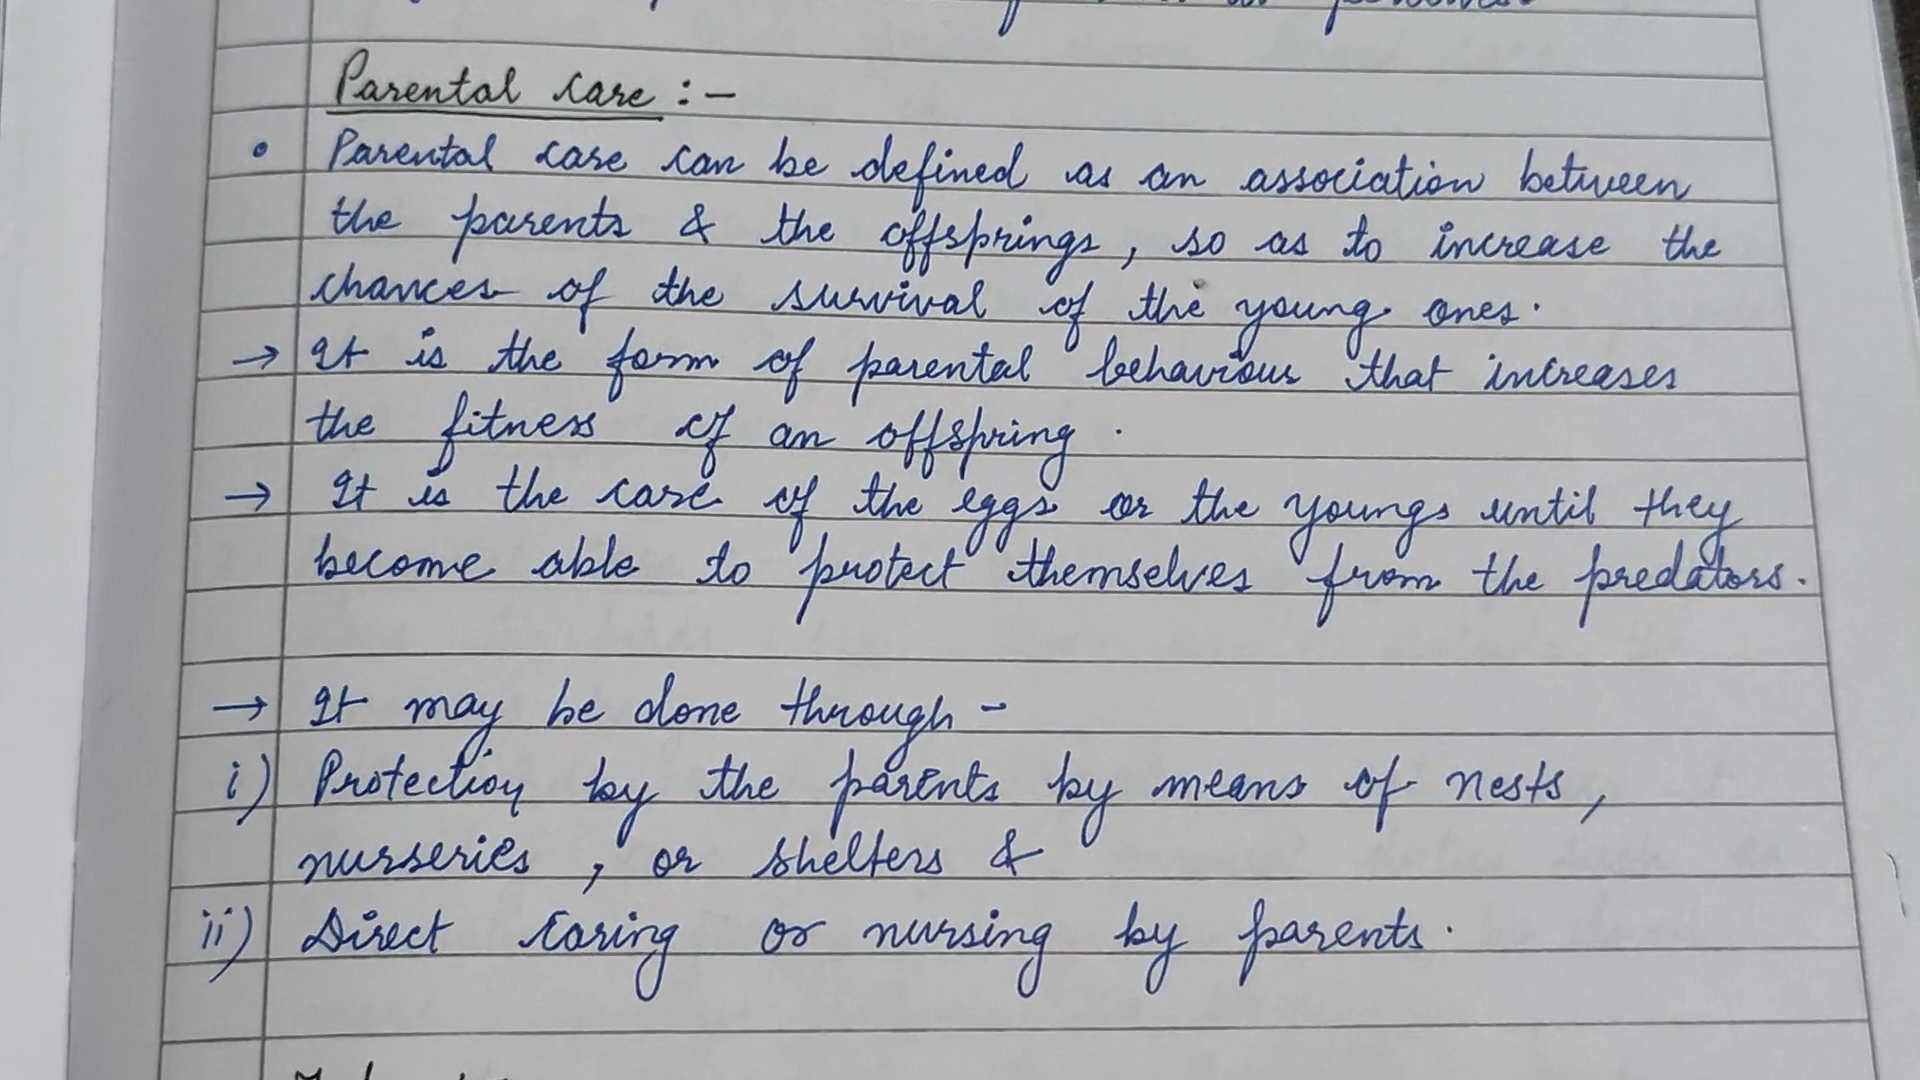 Parental care :-
• Parental care can be defined as an association between
the parents & the offsprings, so as to increase the
chances of the survival of the young ones.
→ It is the form of parental behaviour that increases
the fitness of an offspring.
→ It is the care of the eggs or the youngs until they
become able to protect themselves from the predators.
→ It may be done through -
i) Protection by the parents by means of nests,
nurseries, or shelters &
ii) Direct caring or nursing by parents.